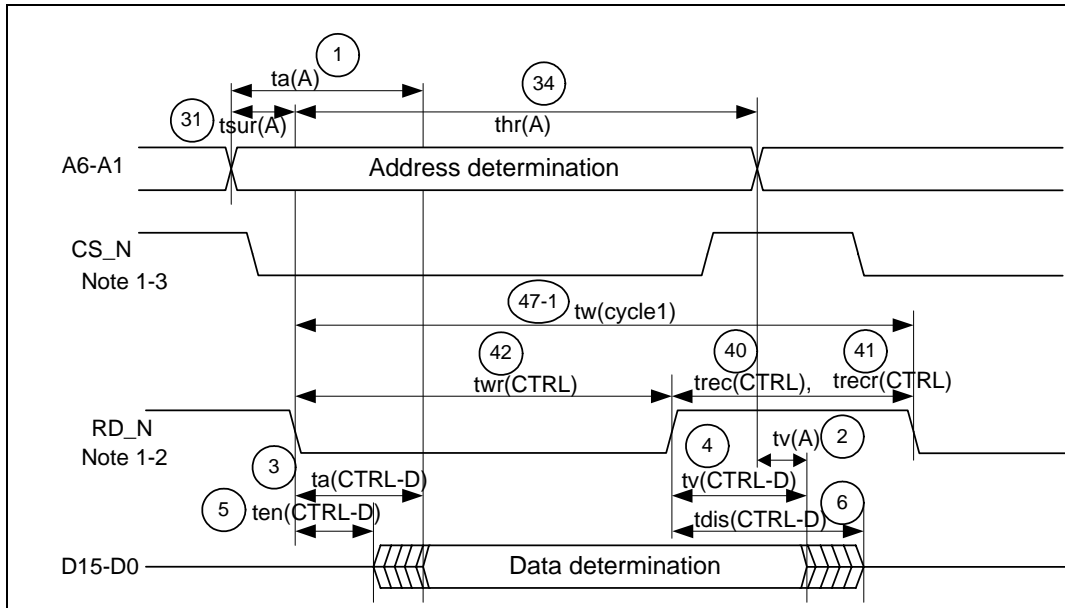 1
ta(A)
34
31
tsur(A)
thr(A)
A6-A1
Address determination
CS_N
Note 1-3
47-1
tw(cycle1)
42
40
41
twr(CTRL)
trec(CTRL),
trecr(CTRL)
RD_N
Note 1-2
4
tv(A)
2
3
ta(CTRL-D)
tv(CTRL-D)
5
ten(CTRL-D)
tdis(CTRL-D)
6
D15-D0
Data determination